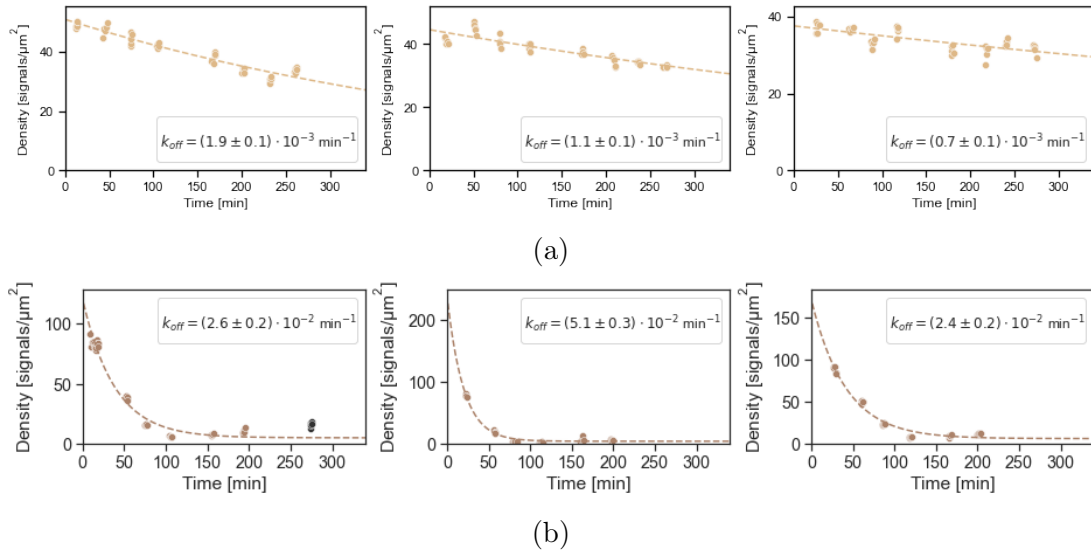 Density [signals/μm²]
40
20
0
k_off = (1.9 ± 0.1) · 10⁻³ min⁻¹
0 50 100 150 200 250 300
Time [min]
Density [signals/μm²]
40
20
0
k_off = (1.1 ± 0.1) · 10⁻³ min⁻¹
0 50 100 150 200 250 300
Time [min]
Density [signals/μm²]
40
20
0
k_off = (0.7 ± 0.1) · 10⁻³ min⁻¹
0 50 100 150 200 250 300
Time [min]
(a)
Density [signals/μm²]
100
50
0
k_off = (2.6 ± 0.2) · 10⁻² min⁻¹
0 50 100 150 200 250 300
Time [min]
Density [signals/μm²]
200
100
0
k_off = (5.1 ± 0.3) · 10⁻² min⁻¹
0 50 100 150 200 250 300
Time [min]
Density [signals/μm²]
150
100
50
0
k_off = (2.4 ± 0.2) · 10⁻² min⁻¹
0 50 100 150 200 250 300
Time [min]
(b)